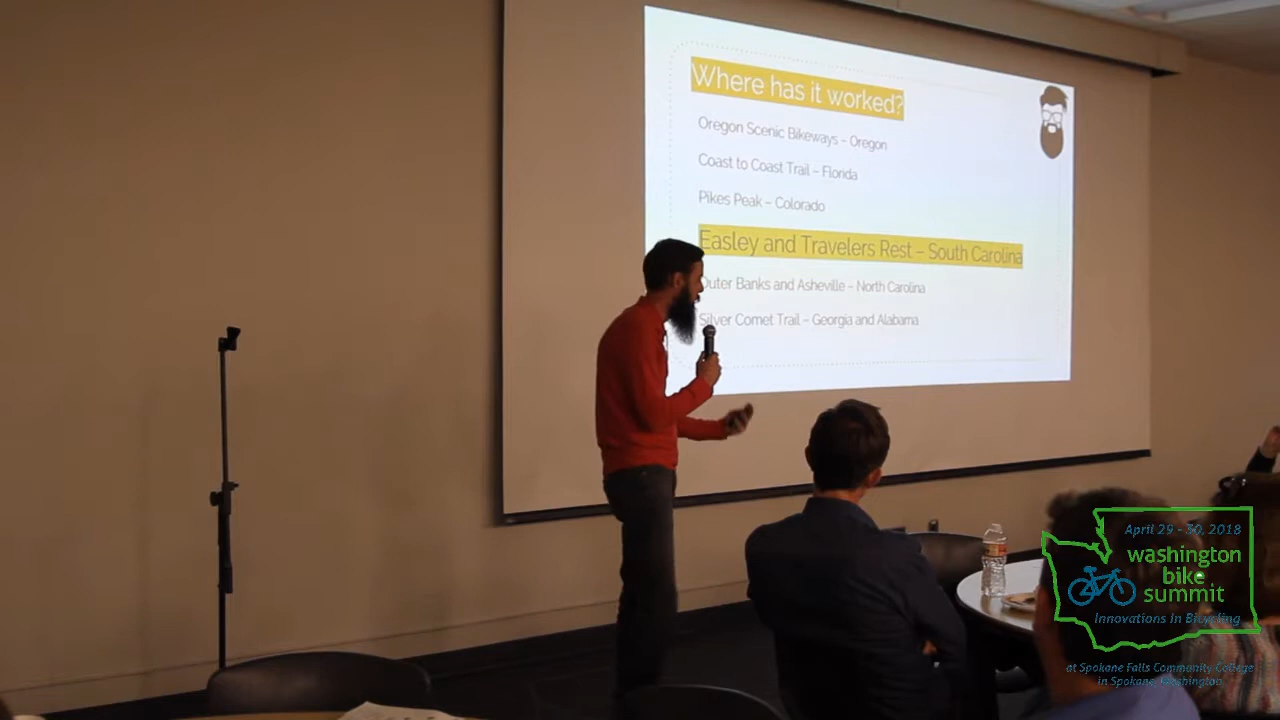 Where has it worked?
Oregon Scenic Bikeways – Oregon
Coast to Coast Trail – Florida
Pikes Peak – Colorado
Easley and Travelers Rest – South Carolina
Outer Banks and Asheville – North Carolina
Silver Comet Trail – Georgia and Alabama
April 29 - 30, 2018
washington
bike
summit
Innovations in Bicycling
at Spokane Falls Community College
in Spokane, Washington